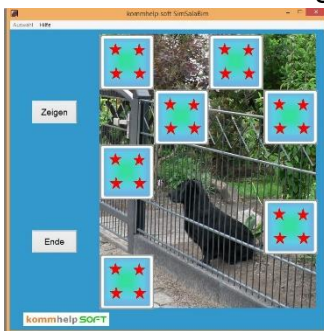 kommhelp soft SimSalaBim
Auswahl Hilfe
Zeigen
Ende
kommhelp SOFT